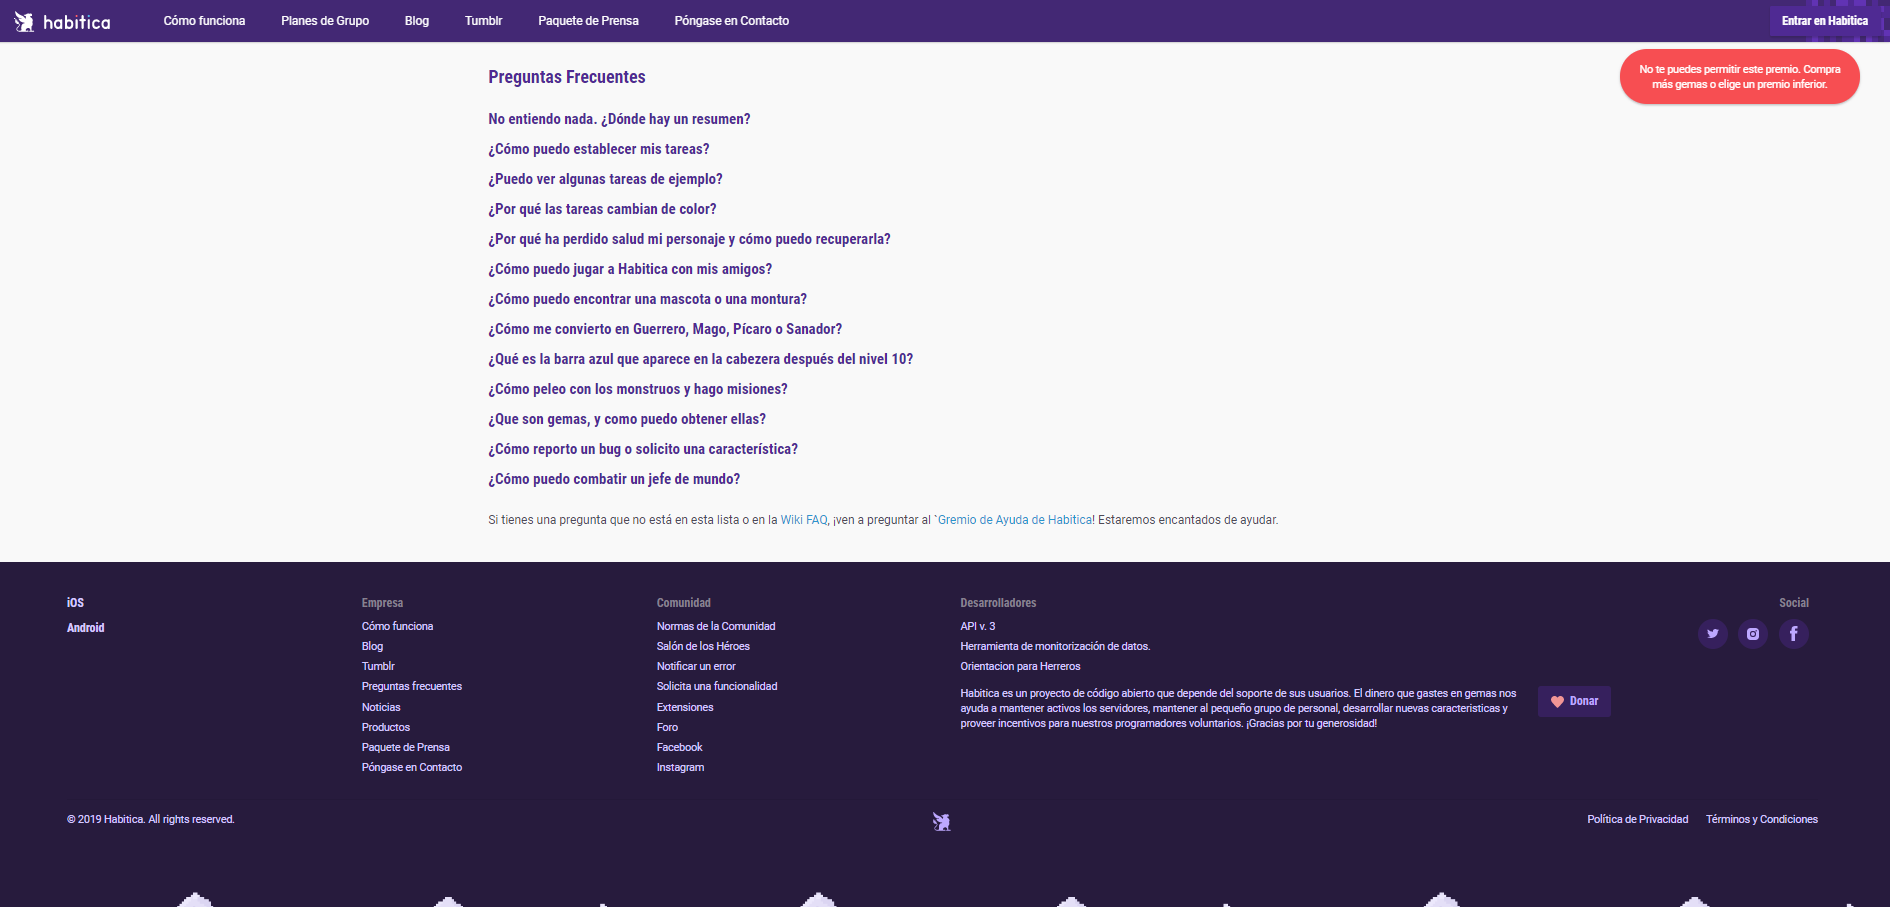 habitica
Cómo funciona
Planes de Grupo
Blog
Tumblr
Paquete de Prensa
Póngase en Contacto
Entrar en Habitica
No te puedes permitir este premio. Compra
más gemas o elige un premio inferior.
Preguntas Frecuentes
No entiendo nada. ¿Dónde hay un resumen?
¿Cómo puedo establecer mis tareas?
¿Puedo ver algunas tareas de ejemplo?
¿Por qué las tareas cambian de color?
¿Por qué ha perdido salud mi personaje y cómo puedo recuperarla?
¿Cómo puedo jugar a Habitica con mis amigos?
¿Cómo puedo encontrar una mascota o una montura?
¿Cómo me convierto en Guerrero, Mago, Pícaro o Sanador?
¿Qué es la barra azul que aparece en la cabezera después del nivel 10?
¿Cómo peleo con los monstruos y hago misiones?
¿Que son gemas, y como puedo obtener ellas?
¿Cómo reporto un bug o solicito una característica?
¿Cómo puedo combatir un jefe de mundo?
Si tienes una pregunta que no está en esta lista o en la Wiki FAQ, ¡ven a preguntar al `Gremio de Ayuda de Habitica! Estaremos encantados de ayudar.
iOS
Android
Empresa
Cómo funciona
Blog
Tumblr
Preguntas frecuentes
Noticias
Productos
Paquete de Prensa
Póngase en Contacto
Comunidad
Normas de la Comunidad
Salón de los Héroes
Notificar un error
Solicita una funcionalidad
Extensiones
Foro
Facebook
Instagram
Desarrolladores
API v. 3
Herramienta de monitorización de datos.
Orientacion para Herreros
Habitica es un proyecto de código abierto que depende del soporte de sus usuarios. El dinero que gastes en gemas nos
ayuda a mantener activos los servidores, mantener al pequeño grupo de personal, desarrollar nuevas caracteristicas y
proveer incentivos para nuestros programadores voluntarios. ¡Gracias por tu generosidad!
Donar
Social
© 2019 Habitica. All rights reserved.
Política de Privacidad
Términos y Condiciones